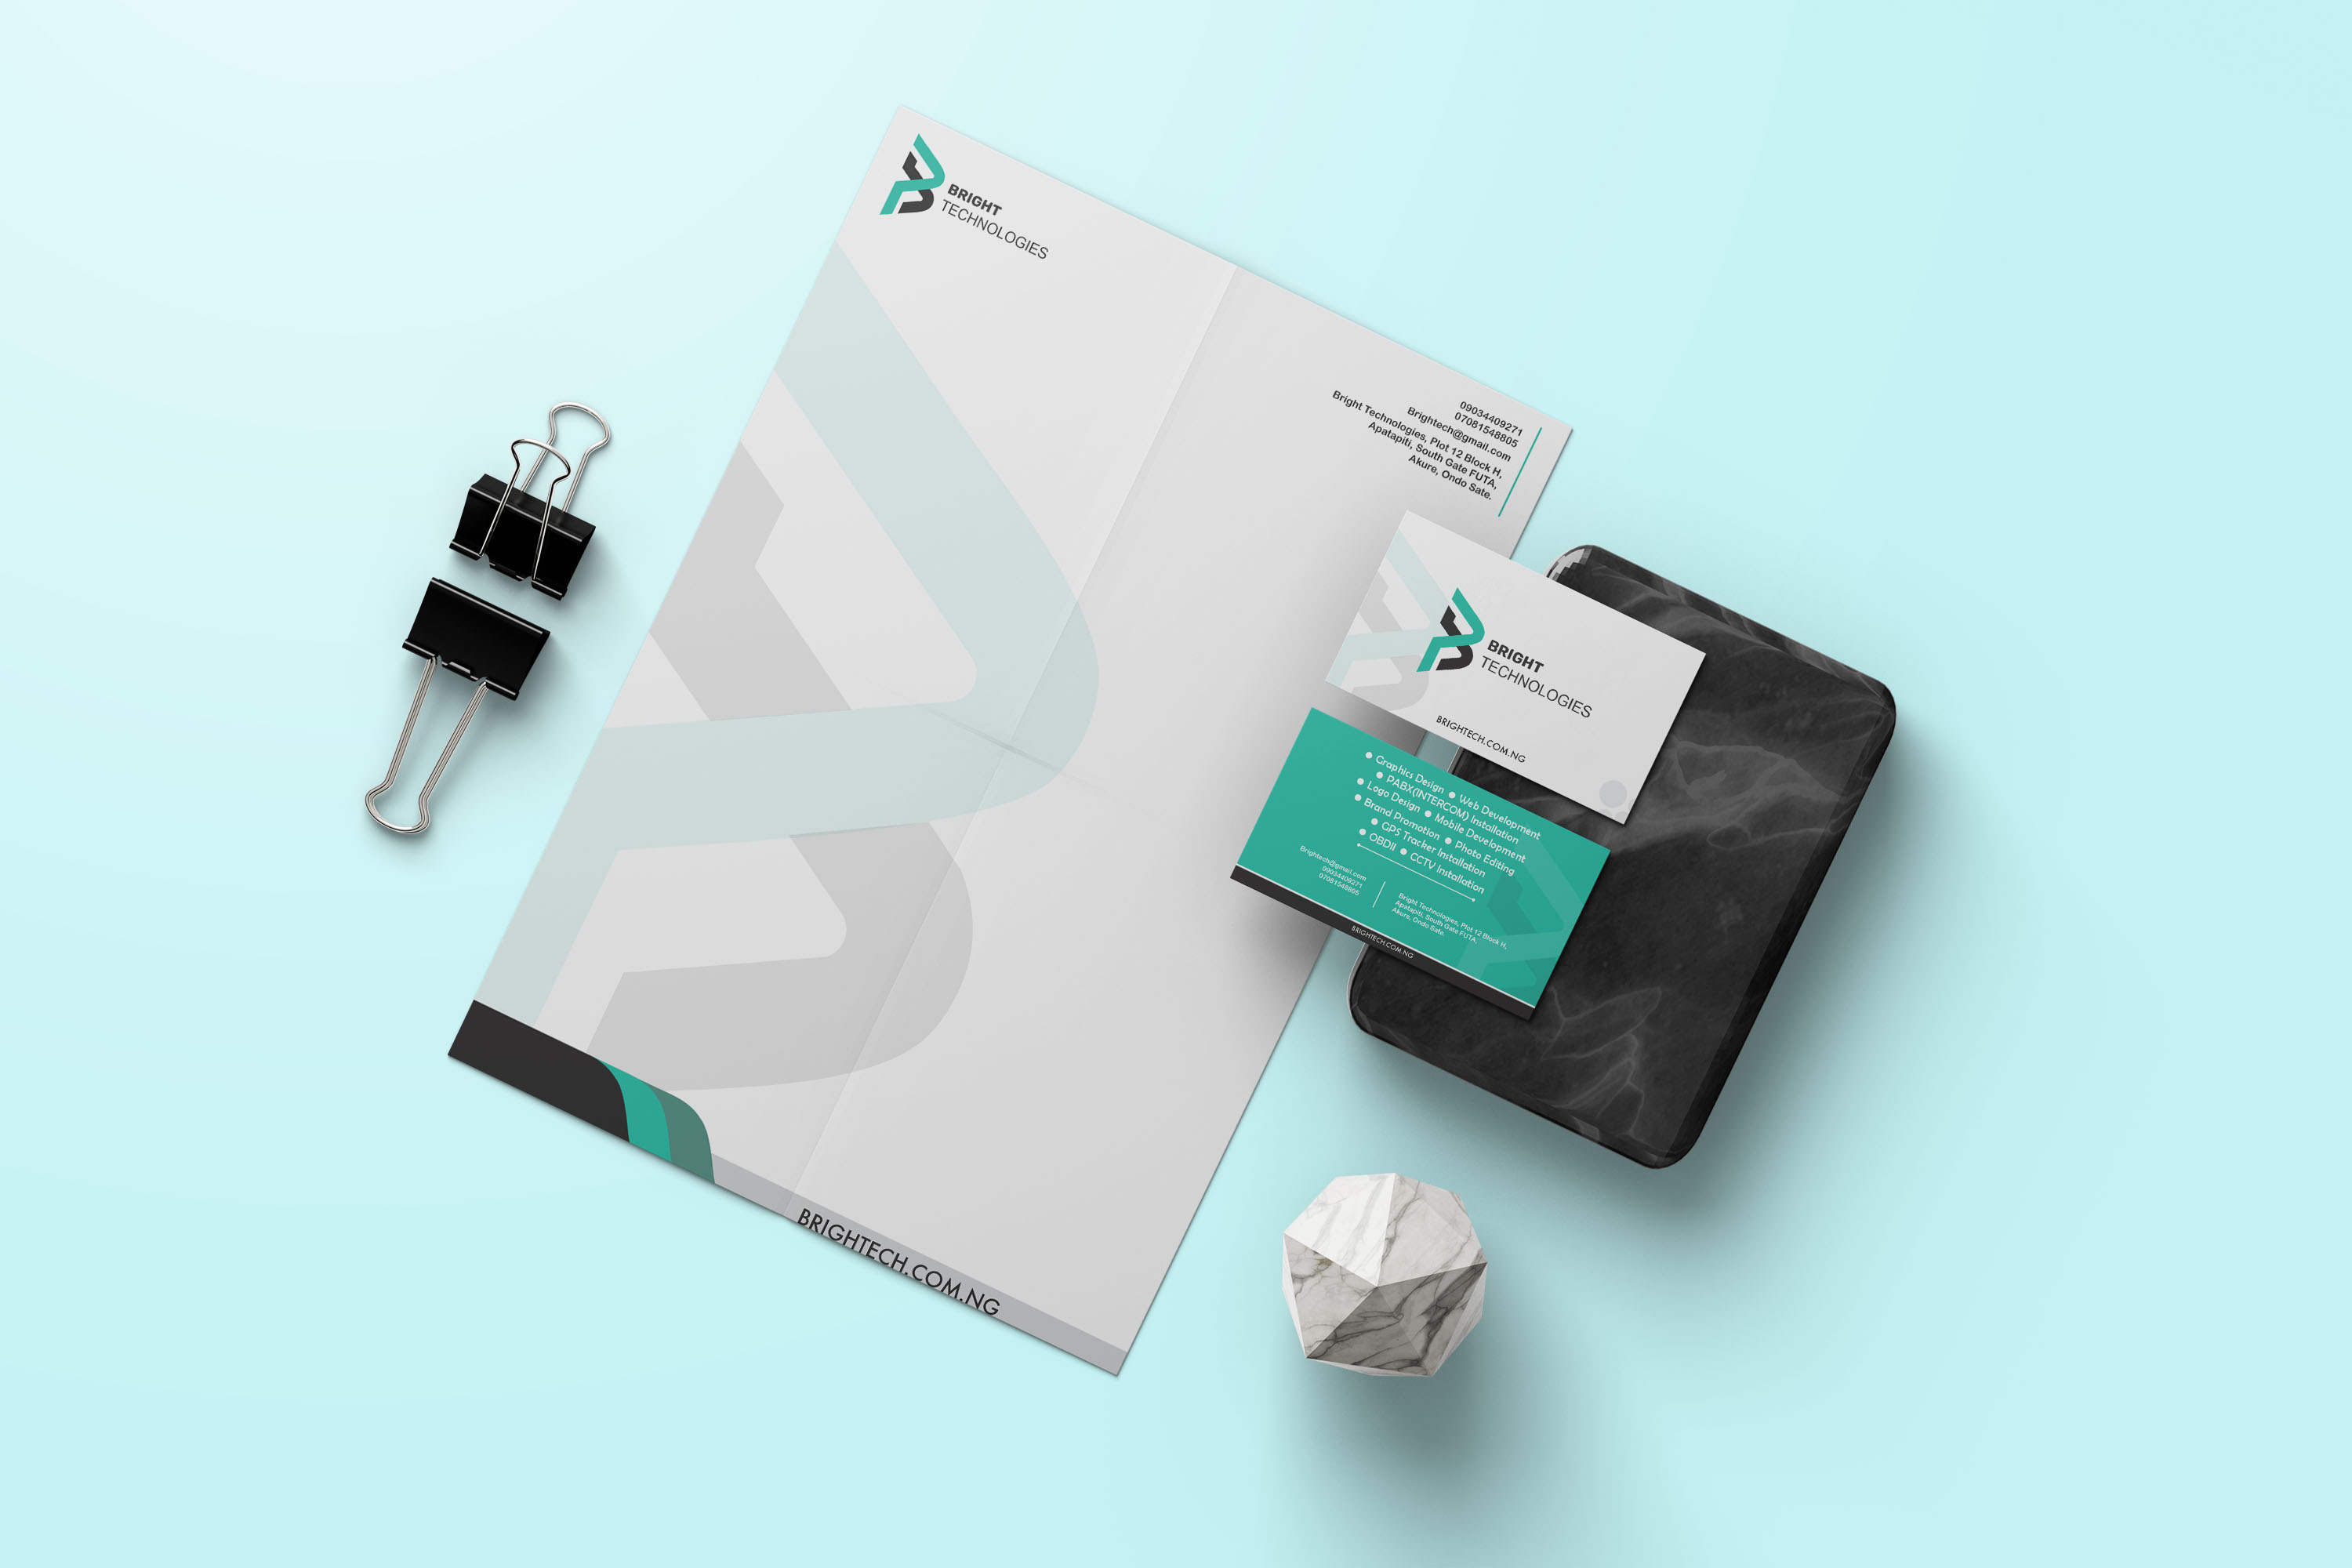 BRIGHT
TECHNOLOGIES
09034409271
07081548805
Brightech@gmail.com
Bright Technologies, Plot 12 Block H,
Apatapiti, South Gate FUTA,
Akure, Ondo Sate.
BRIGHTECH.COM.NG
BRIGHT
TECHNOLOGIES
BRIGHTECH.COM.NG
● Graphics Design ● Web Development
● PABX(INTERCOM) Installation
● Logo Design ● Mobile Development
● Brand Promotion ● Photo Editing
● GPS Tracker Installation
● OBDII ● CCTV Installation
Brightech@gmail.com
09034409271
07081548805
Bright Technologies, Plot 12 Block H,
Apatapiti, South Gate FUTA,
Akure, Ondo Sate.
BRIGHTECH.COM.NG